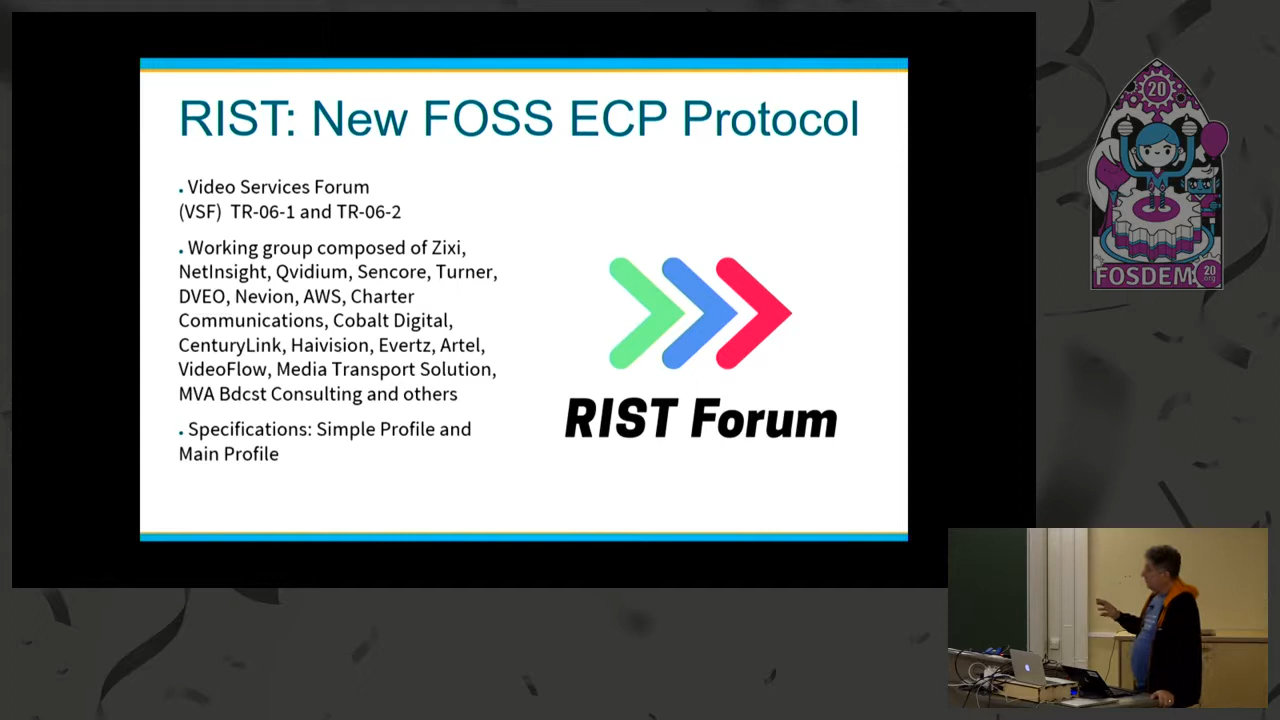 RIST: New FOSS ECP Protocol
. Video Services Forum
(VSF) TR-06-1 and TR-06-2
. Working group composed of Zixi,
NetInsight, Qvidium, Sencore, Turner,
DVEO, Nevion, AWS, Charter
Communications, Cobalt Digital,
CenturyLink, Haivision, Evertz, Artel,
VideoFlow, Media Transport Solution,
MVA Bdcst Consulting and others
. Specifications: Simple Profile and
Main Profile
RIST Forum
20
FOSDEM
20
.org